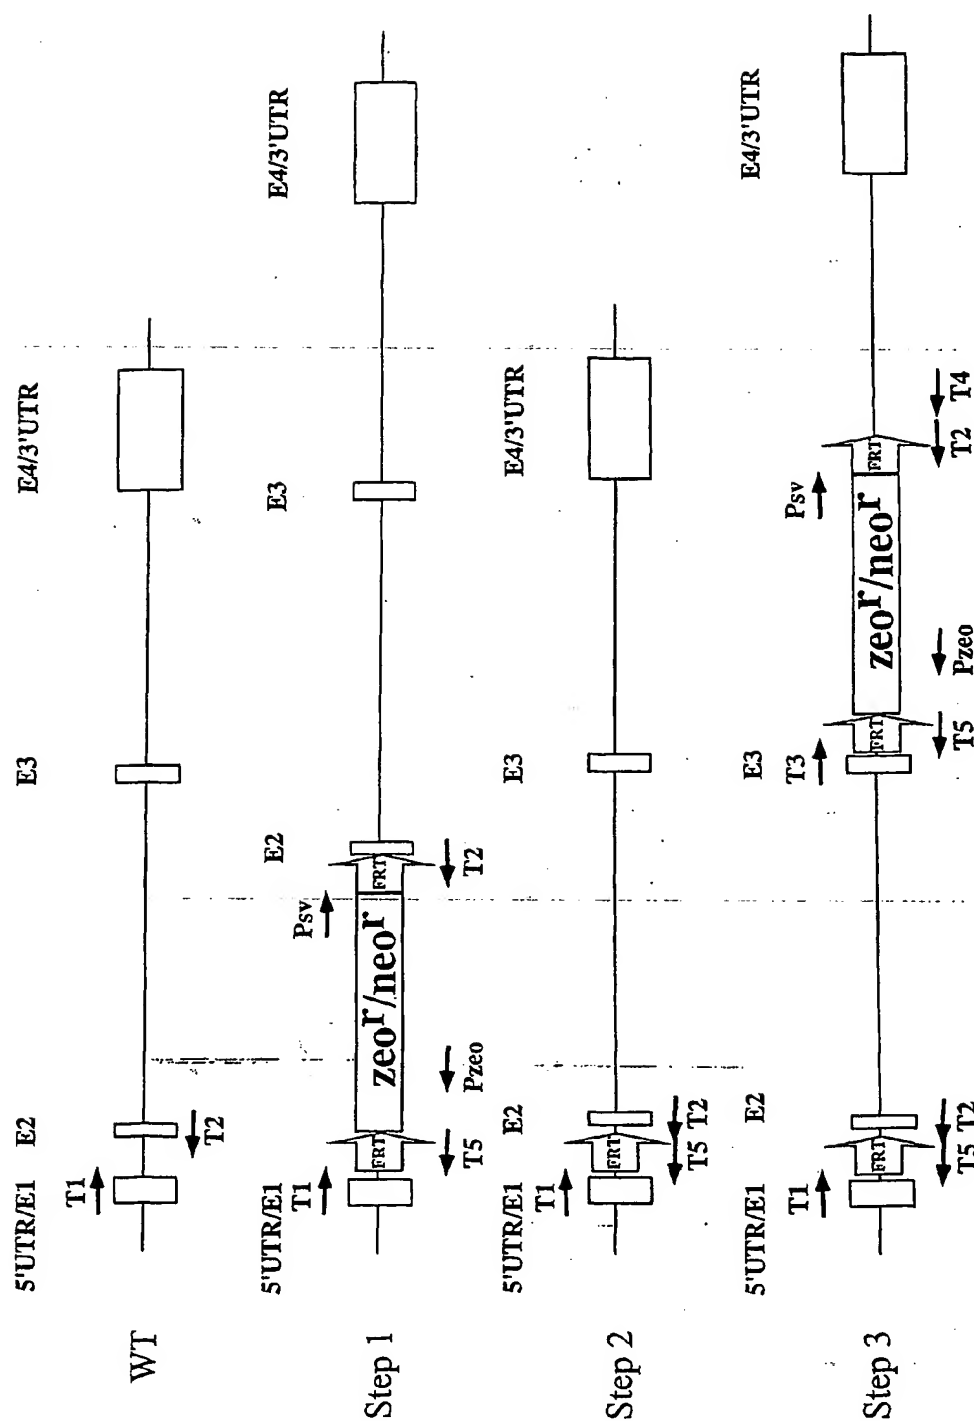 WT
5'UTR/E1
E2
E3
E4/3'UTR
T1
T2
Step 1
5'UTR/E1
E2
E3
E4/3'UTR
T1
Psv
FRT
zeoʳ/neoʳ
FRT
T5
Pzeo
T2
Step 2
5'UTR/E1
E2
E3
E4/3'UTR
T1
FRT
T5
T2
Step 3
5'UTR/E1
E2
E3
E4/3'UTR
T1
T3
Psv
FRT
FRT
zeoʳ/neoʳ
FRT
T5
T2
T5
Pzeo
T2
T4